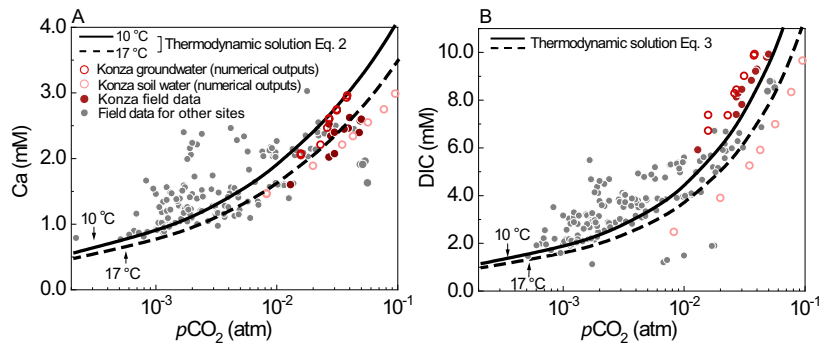 A
10 °C
17 °C
Thermodynamic solution Eq. 2
Konza groundwater (numerical outputs)
Konza soil water (numerical outputs)
Konza field data
Field data for other sites
4.0
3.0
2.0
1.0
0.0
Ca (mM)
10 °C
17 °C
10⁻³
10⁻²
10⁻¹
pCO₂ (atm)
B
Thermodynamic solution Eq. 3
10.0
8.0
6.0
4.0
2.0
0.0
DIC (mM)
10 °C
17 °C
10⁻³
10⁻²
10⁻¹
pCO₂ (atm)